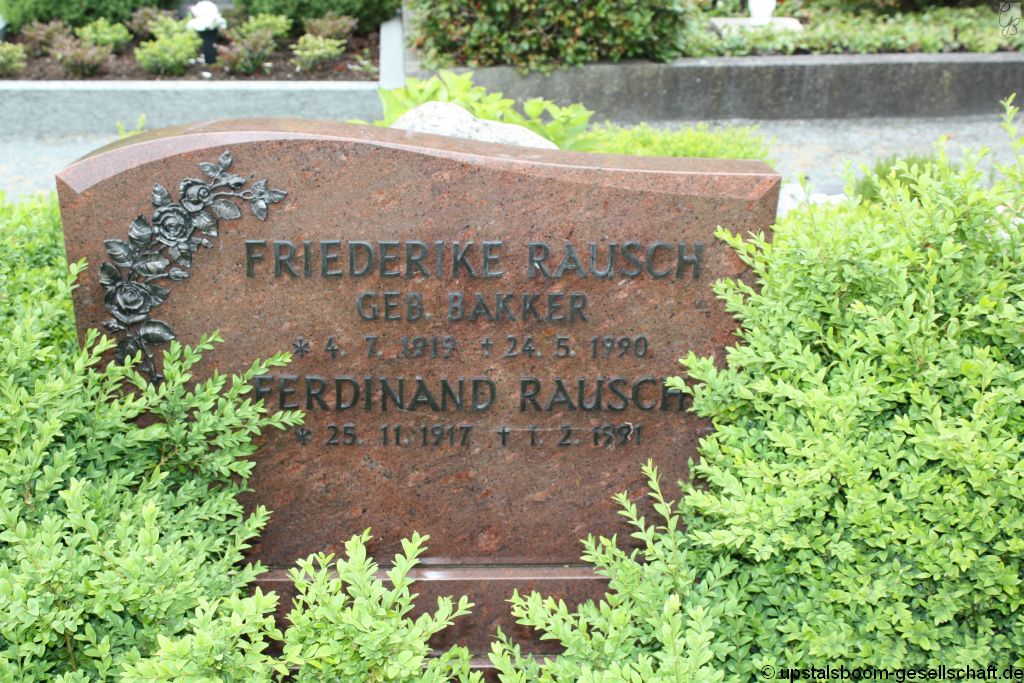 FRIEDERIKE RAUSCH
GEB. BAKKER
* 4. 7. 1919 † 24. 5. 1990
FERDINAND RAUSCH
* 25. 11. 1917 † 1. 2. 1991
© upstalsboom-gesellschaft.de